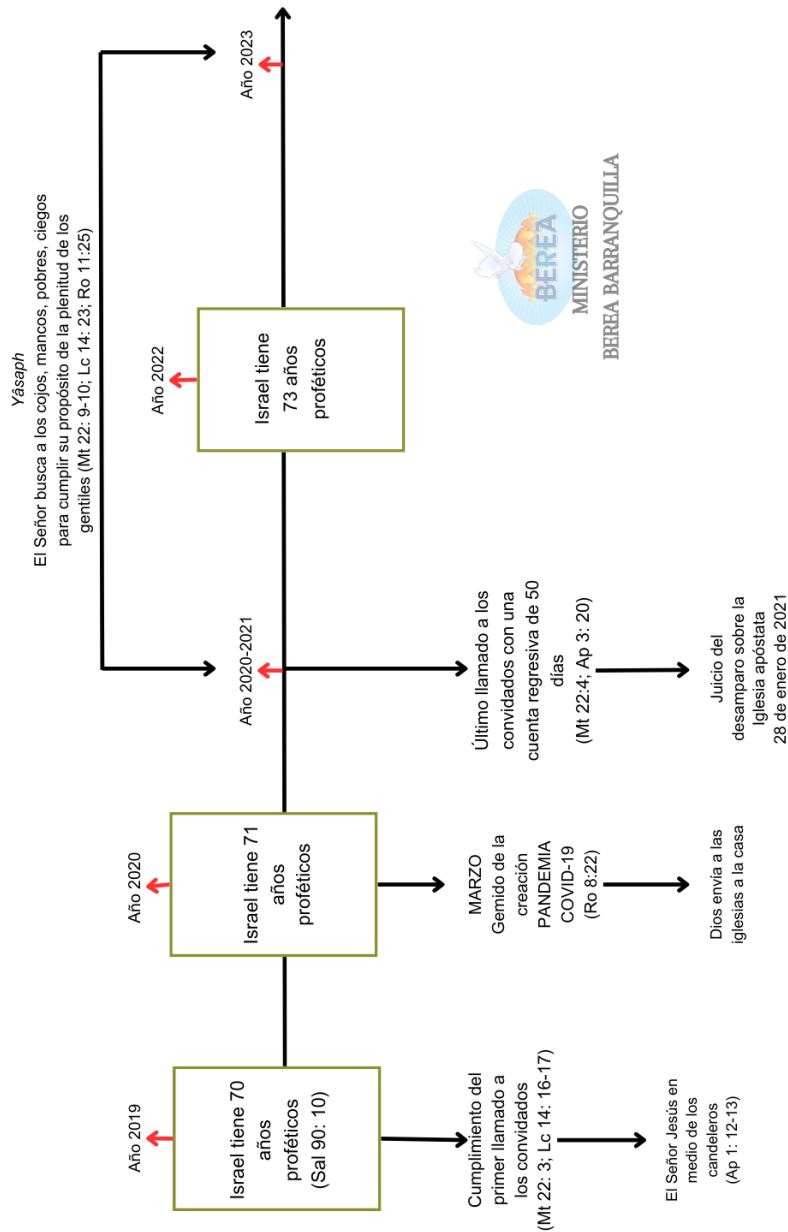 Yâsaph
El Señor busca a los cojos, mancos, pobres, ciegos
para cumplir su propósito de la plenitud de los
gentiles (Mt 22: 9-10; Lc 14: 23; Ro 11:25)
Año 2019
Israel tiene 70
años
proféticos
(Sal 90: 10)
Cumplimiento del
primer llamado a
los convidados
(Mt 22: 3; Lc 14: 16-17)
El Señor Jesús en
medio de los
candeleros
(Ap 1: 12-13)
Año 2020
Israel tiene 71
años
proféticos
MARZO
Gemido de la
creación
PANDEMIA
COVID-19
(Ro 8:22)
Dios envía a las
iglesias a la casa
Año 2020-2021
Último llamado a los
convidados con una
cuenta regresiva de 50
días
(Mt 22:4; Ap 3: 20)
Juicio del
desamparo sobre la
Iglesia apóstata
28 de enero de 2021
Año 2022
Israel tiene
73 años
proféticos
Año 2023
BEREA
MINISTERIO
BEREA BARRANQUILLA